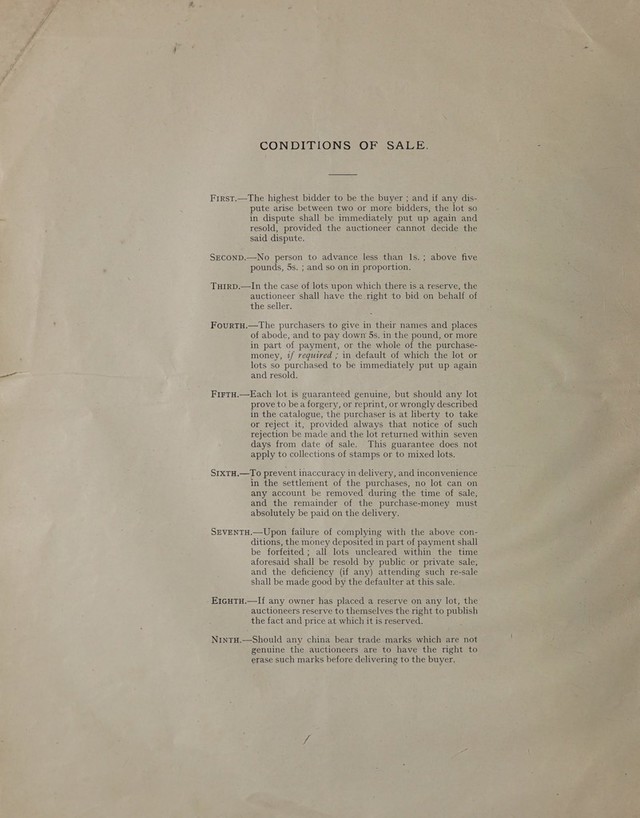 CONDITIONS OF SALE.
FIRST.—The highest bidder to be the buyer ; and if any dis-
pute arise between two or more bidders, the lot so
in dispute shall be immediately put up again and
resold, provided the auctioneer cannot decide the
said dispute.
SECOND.—No person to advance less than 1s. ; above five
pounds, 5s. ; and so on in proportion.
THIRD.—In the case of lots upon which there is a reserve, the
auctioneer shall have the right to bid on behalf of
the seller.
FOURTH.—The purchasers to give in their names and places
of abode, and to pay down 5s. in the pound, or more
in part of payment, or the whole of the purchase-
money, if required ; in default of which the lot or
lots so purchased to be immediately put up again
and resold.
FIFTH.—Each lot is guaranteed genuine, but should any lot
prove to be a forgery, or reprint, or wrongly described
in the catalogue, the purchaser is at liberty to take
or reject it, provided always that notice of such
rejection be made and the lot returned within seven
days from date of sale. This guarantee does not
apply to collections of stamps or to mixed lots.
SIXTH.—To prevent inaccuracy in delivery, and inconvenience
in the settlement of the purchases, no lot can on
any account be removed during the time of sale,
and the remainder of the purchase-money must
absolutely be paid on the delivery.
SEVENTH.—Upon failure of complying with the above con-
ditions, the money deposited in part of payment shall
be forfeited ; all lots uncleared within the time
aforesaid shall be resold by public or private sale,
and the deficiency (if any) attending such re-sale
shall be made good by the defaulter at this sale.
EIGHTH.—If any owner has placed a reserve on any lot, the
auctioneers reserve to themselves the right to publish
the fact and price at which it is reserved.
NINTH.—Should any china bear trade marks which are not
genuine the auctioneers are to have the right to
erase such marks before delivering to the buyer.